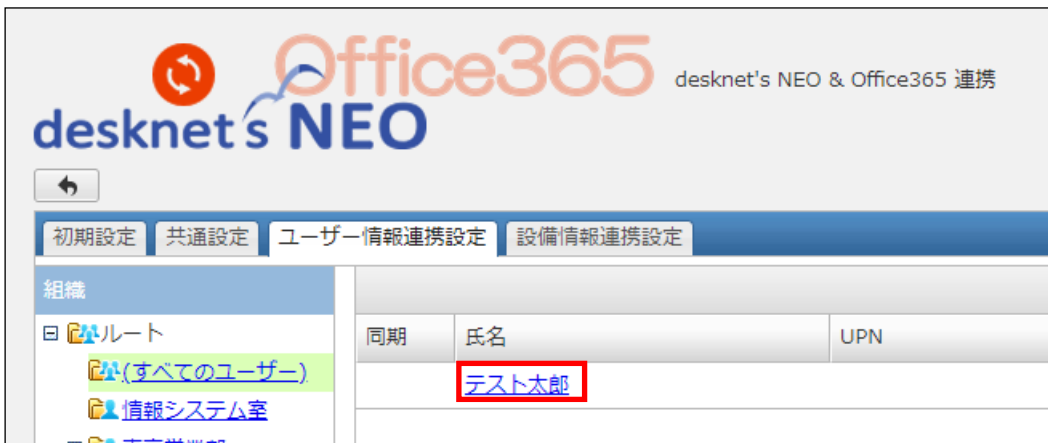 Office365
desknet's NEO
desknet's NEO & Office365 連携
初期設定 共通設定 ユーザー情報連携設定 設備情報連携設定
組織
ルート
(すべてのユーザー)
情報システム室
同期 氏名 UPN
テスト太郎